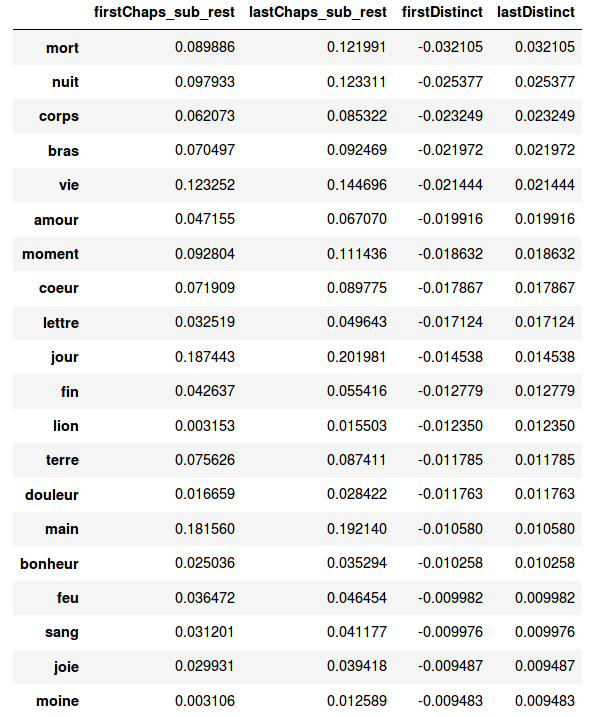 firstChaps_sub_rest lastChaps_sub_rest firstDistinct lastDistinct
mort 0.089886 0.121991 -0.032105 0.032105
nuit 0.097933 0.123311 -0.025377 0.025377
corps 0.062073 0.085322 -0.023249 0.023249
bras 0.070497 0.092469 -0.021972 0.021972
vie 0.123252 0.144696 -0.021444 0.021444
amour 0.047155 0.067070 -0.019916 0.019916
moment 0.092804 0.111436 -0.018632 0.018632
coeur 0.071909 0.089775 -0.017867 0.017867
lettre 0.032519 0.049643 -0.017124 0.017124
jour 0.187443 0.201981 -0.014538 0.014538
fin 0.042637 0.055416 -0.012779 0.012779
lion 0.003153 0.015503 -0.012350 0.012350
terre 0.075626 0.087411 -0.011785 0.011785
douleur 0.016659 0.028422 -0.011763 0.011763
main 0.181560 0.192140 -0.010580 0.010580
bonheur 0.025036 0.035294 -0.010258 0.010258
feu 0.036472 0.046454 -0.009982 0.009982
sang 0.031201 0.041177 -0.009976 0.009976
joie 0.029931 0.039418 -0.009487 0.009487
moine 0.003106 0.012589 -0.009483 0.009483